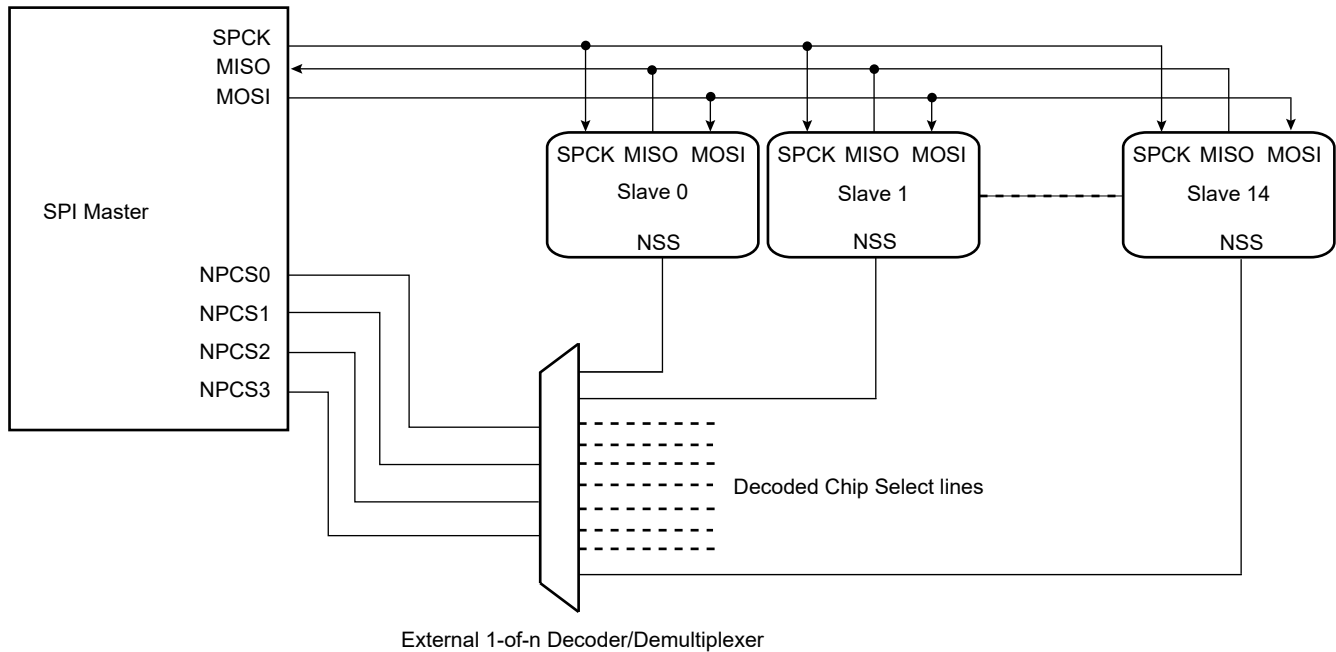 SPCK
MISO
MOSI
SPI Master
NPCS0
NPCS1
NPCS2
NPCS3
SPCK MISO MOSI
Slave 0
NSS
SPCK MISO MOSI
Slave 1
NSS
SPCK MISO MOSI
Slave 14
NSS
Decoded Chip Select lines
External 1-of-n Decoder/Demultiplexer